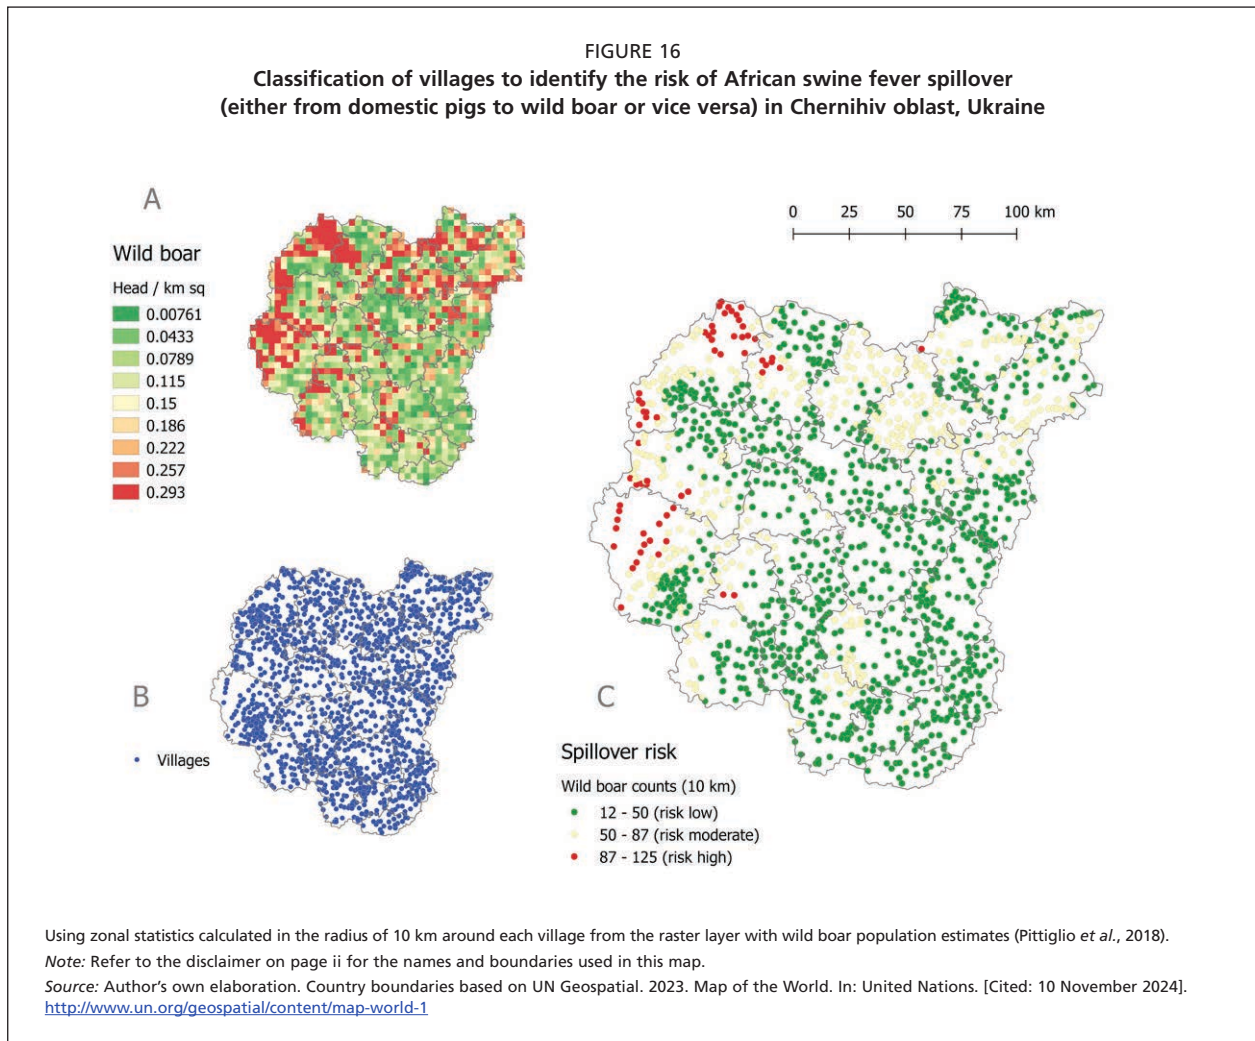 FIGURE 16
Classification of villages to identify the risk of African swine fever spillover
(either from domestic pigs to wild boar or vice versa) in Chernihiv oblast, Ukraine
A
Wild boar
Head / km sq
0.00761
0.0433
0.0789
0.115
0.15
0.186
0.222
0.257
0.293
0 25 50 75 100 km
B
Villages
C
Spillover risk
Wild boar counts (10 km)
12 - 50 (risk low)
50 - 87 (risk moderate)
87 - 125 (risk high)
Using zonal statistics calculated in the radius of 10 km around each village from the raster layer with wild boar population estimates (Pittiglio et al., 2018).
Note: Refer to the disclaimer on page ii for the names and boundaries used in this map.
Source: Author's own elaboration. Country boundaries based on UN Geospatial. 2023. Map of the World. In: United Nations. [Cited: 10 November 2024].
http://www.un.org/geospatial/content/map-world-1